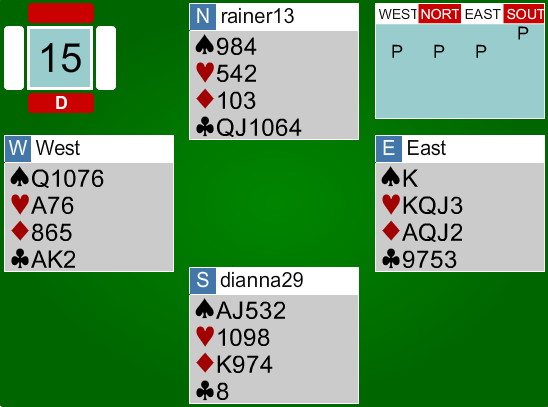 N rainer13
♠984
♥542
♦103
♣QJ1064
15
D
WEST NORT EAST SOUT
P
P P P
W West
♠Q1076
♥A76
♦865
♣AK2
E East
♠K
♥KQJ3
♦AQJ2
♣9753
S dianna29
♠AJ532
♥1098
♦K974
♣8